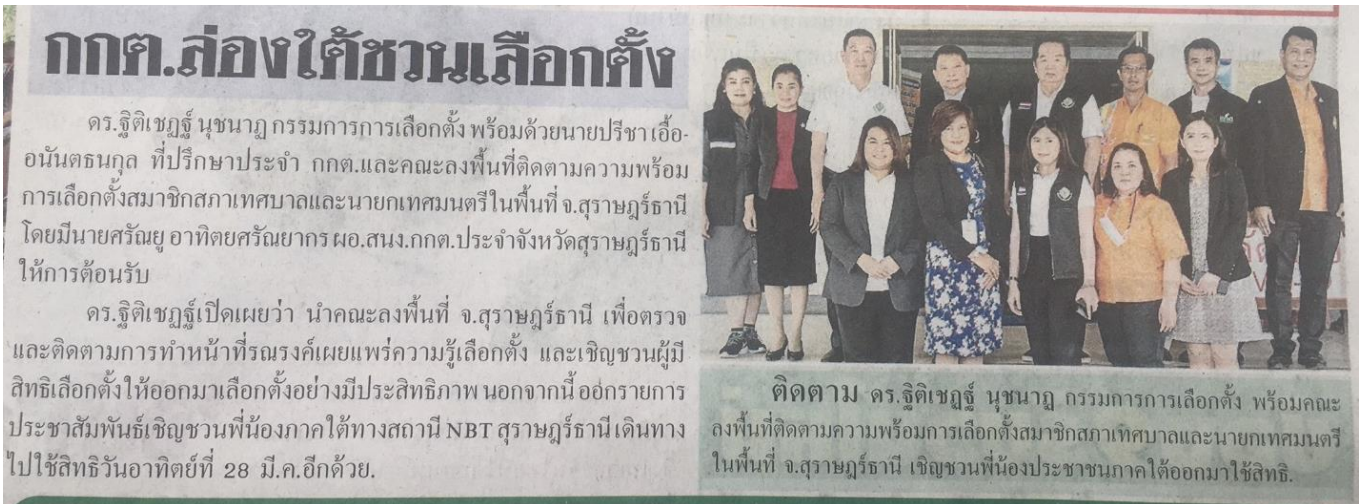 กกต.ล่องใต้ชวนเลือกตั้ง
ดร.ฐิติเชฏฐ์ นุชนาฏ กรรมการการเลือกตั้ง พร้อมด้วยนายปรีชา เอื้อ-
อนันตธนกุล ที่ปรึกษาประจำ กกต.และคณะลงพื้นที่ติดตามความพร้อม
การเลือกตั้งสมาชิกสภาเทศบาลและนายกเทศมนตรีในพื้นที่ จ.สุราษฎร์ธานี
โดยมีนายศรัณยู อาทิตยศรัณยากร ผอ.สนง.กกต.ประจำจังหวัดสุราษฎร์ธานี
ให้การต้อนรับ
ดร.ฐิติเชฏฐ์เปิดเผยว่า นำคณะลงพื้นที่ จ.สุราษฎร์ธานี เพื่อตรวจ
และติดตามการทำหน้าที่รณรงค์เผยแพร่ความรู้เลือกตั้ง และเชิญชวนผู้มี
สิทธิเลือกตั้งให้ออกมาเลือกตั้งอย่างมีประสิทธิภาพ นอกจากนี้ ออกรายการ
ประชาสัมพันธ์เชิญชวนพี่น้องภาคใต้ทางสถานี NBT สุราษฎร์ธานี เดินทาง
ไปใช้สิทธิวันอาทิตย์ที่ 28 มี.ค.อีกด้วย.
ติดตาม ดร.ฐิติเชฏฐ์ นุชนาฏ กรรมการการเลือกตั้ง พร้อมคณะ
ลงพื้นที่ติดตามความพร้อมการเลือกตั้งสมาชิกสภาเทศบาลและนายกเทศมนตรี
ในพื้นที่ จ.สุราษฎร์ธานี เชิญชวนพี่น้องประชาชนภาคใต้ออกมาใช้สิทธิ.